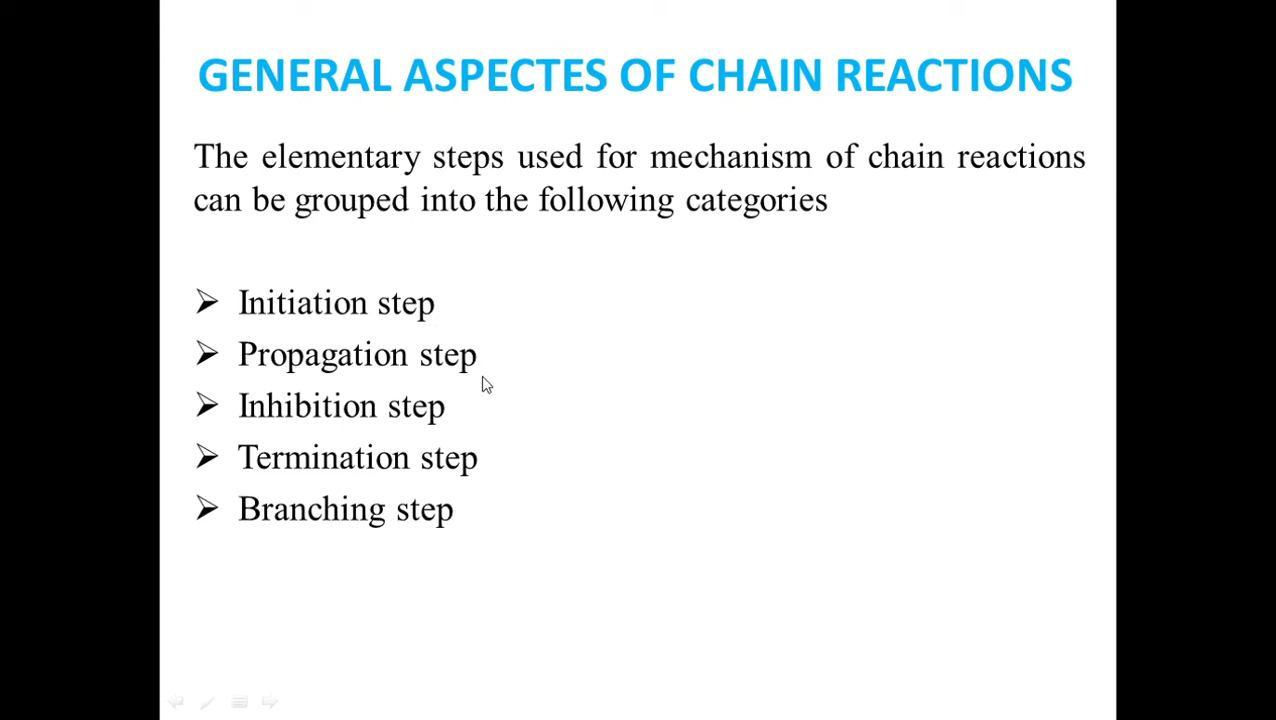 GENERAL ASPECTES OF CHAIN REACTIONS
The elementary steps used for mechanism of chain reactions
can be grouped into the following categories
➢ Initiation step
➢ Propagation step
➢ Inhibition step
➢ Termination step
➢ Branching step